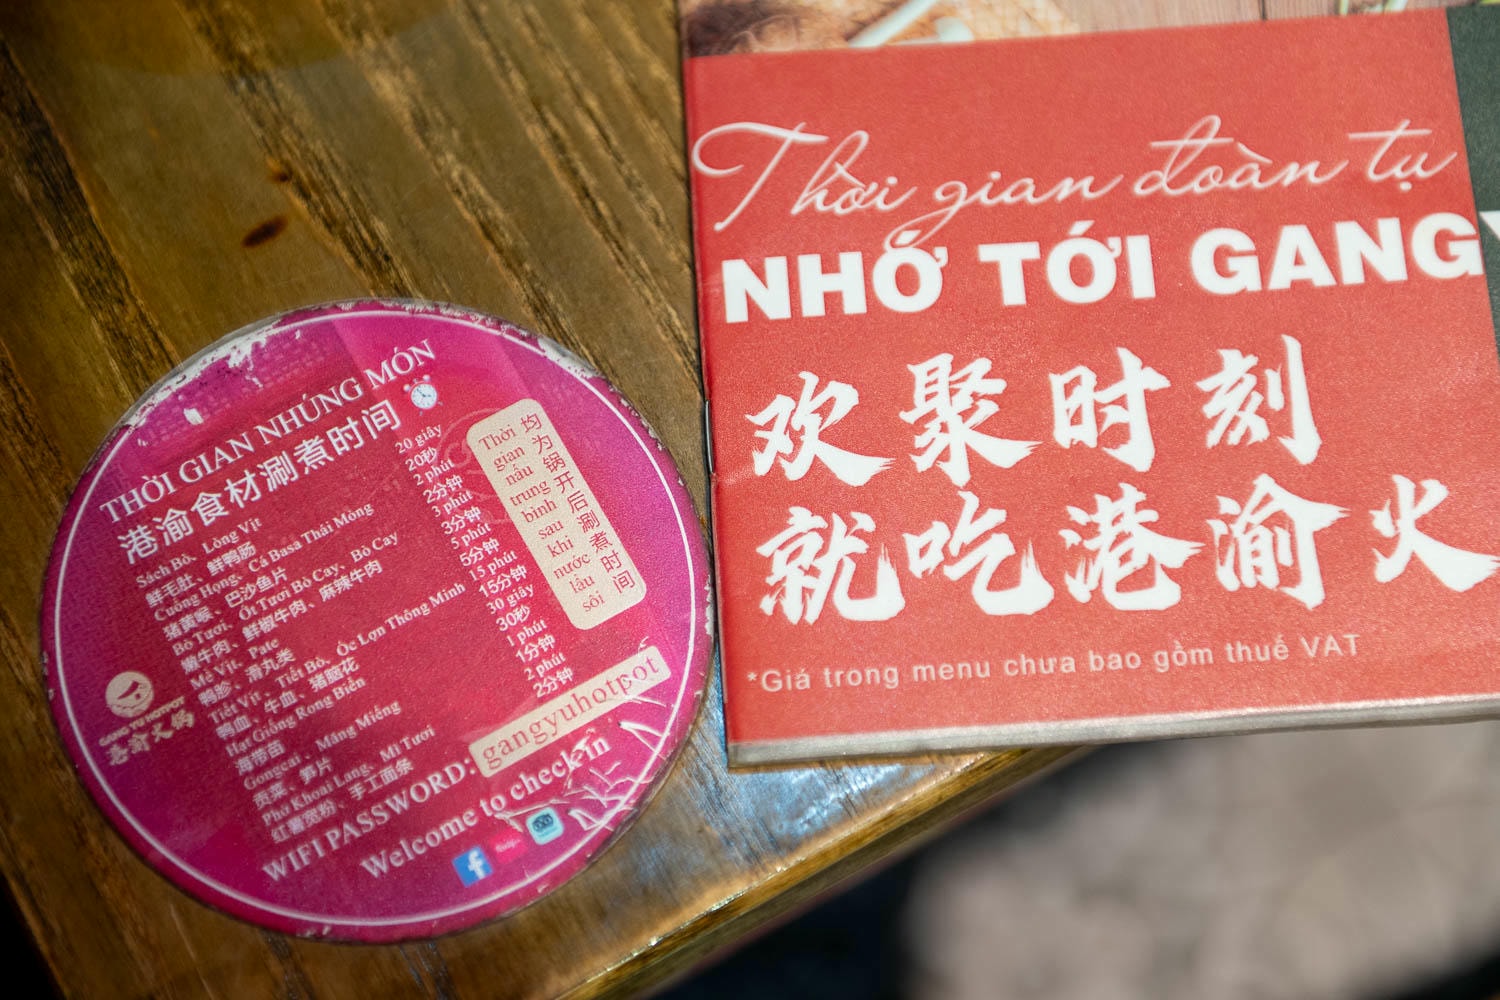 THỜI GIAN NHÚNG MÓN
港渝食材涮煮时间
Sách Bò、Lòng Vịt 20 giây
鲜毛肚、鲜鸭肠 20秒
Cuống Họng、Cá Basa Thái Mỏng 2 phút
猪黄喉、巴沙鱼片 2分钟
Bò Tươi、Ớt Tươi Bò Cay、Bò Cay 3 phút
嫩牛肉、鲜椒牛肉、麻辣牛肉 3分钟
Mề Vịt、Pate 5 phút
鸭胗、滑丸类 5分钟
Tiết Vịt、Tiết Bò、Óc Lợn Thông Minh 15 phút
鸭血、牛血、猪脑花 15分钟
Hạt Giống Rong Biển 30 giây
海带苗 30秒
Gongcai、Măng Miếng 1 phút
贡菜、笋片 1分钟
Phở Khoai Lang、Mì Tươi 2 phút
红薯宽粉、手工面条 2分钟
Thời gian nấu trung bình sau khi nước lẩu sôi
均为锅开后涮煮时间
GANG YU HOTPOT
港渝火锅
WIFI PASSWORD: gangyuhotpot
Welcome to check in
Thời gian đoàn tụ
NHỚ TỚI GANGY
欢聚时刻
就吃港渝火
*Giá trong menu chưa bao gồm thuế VAT